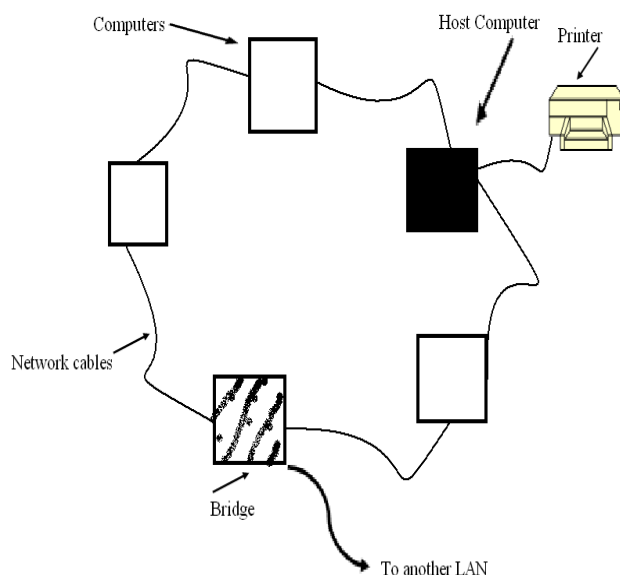 Computers
Host Computer
Printer
Network cables
Bridge
To another LAN